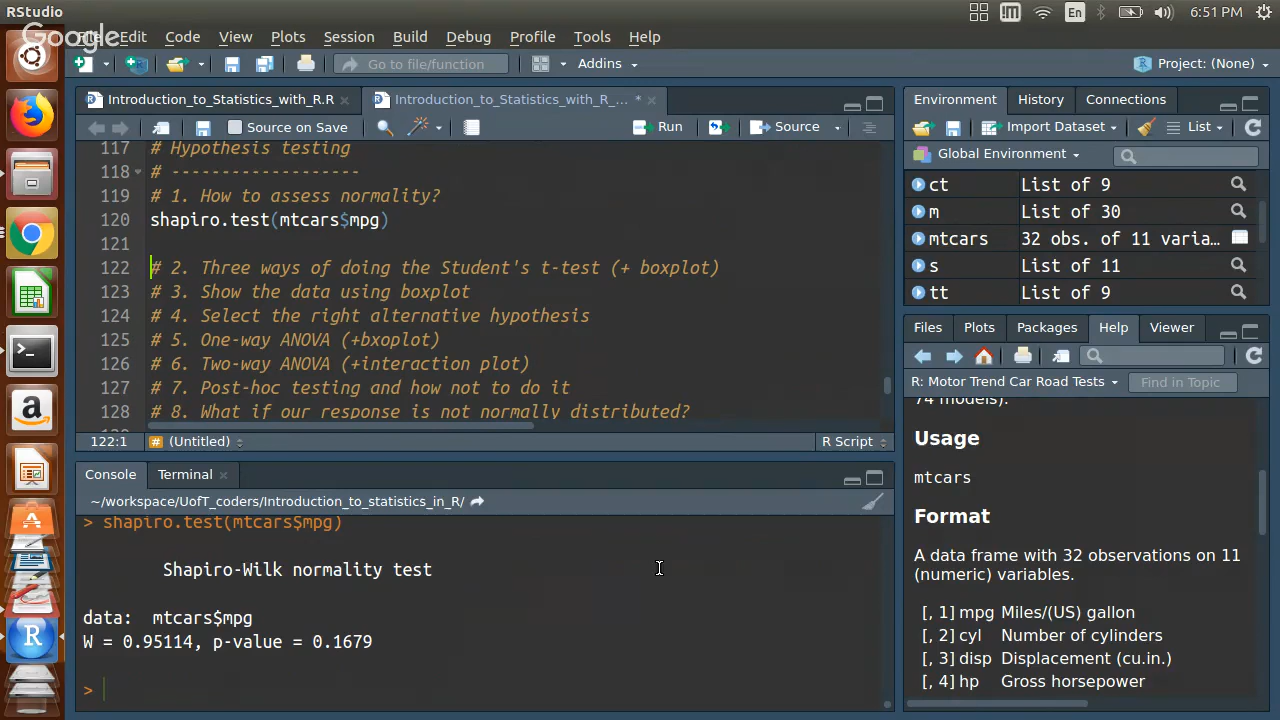 RStudio
En
6:51 PM
Google
File Edit Code View Plots Session Build Debug Profile Tools Help
Go to file/function
Addins
Project: (None)
Introduction_to_Statistics_with_R.R
Introduction_to_Statistics_with_R_... *
Source on Save
Run
Source
117 # Hypothesis testing
118 # -------------------
119 # 1. How to assess normality?
120 shapiro.test(mtcars$mpg)
121
122 # 2. Three ways of doing the Student's t-test (+ boxplot)
123 # 3. Show the data using boxplot
124 # 4. Select the right alternative hypothesis
125 # 5. One-way ANOVA (+bxoplot)
126 # 6. Two-way ANOVA (+interaction plot)
127 # 7. Post-hoc testing and how not to do it
128 # 8. What if our response is not normally distributed?
122:1
(Untitled)
R Script
Console Terminal
~/workspace/UofT_coders/Introduction_to_statistics_in_R/
> shapiro.test(mtcars$mpg)
Shapiro-Wilk normality test
data: mtcars$mpg
W = 0.95114, p-value = 0.1679
>
Environment History Connections
Import Dataset
List
Global Environment
ct List of 9
m List of 30
mtcars 32 obs. of 11 varia...
s List of 11
tt List of 9
Files Plots Packages Help Viewer
R: Motor Trend Car Road Tests
Find in Topic
74 models).
Usage
mtcars
Format
A data frame with 32 observations on 11
(numeric) variables.
[, 1] mpg Miles/(US) gallon
[, 2] cyl Number of cylinders
[, 3] disp Displacement (cu.in.)
[, 4] hp Gross horsepower